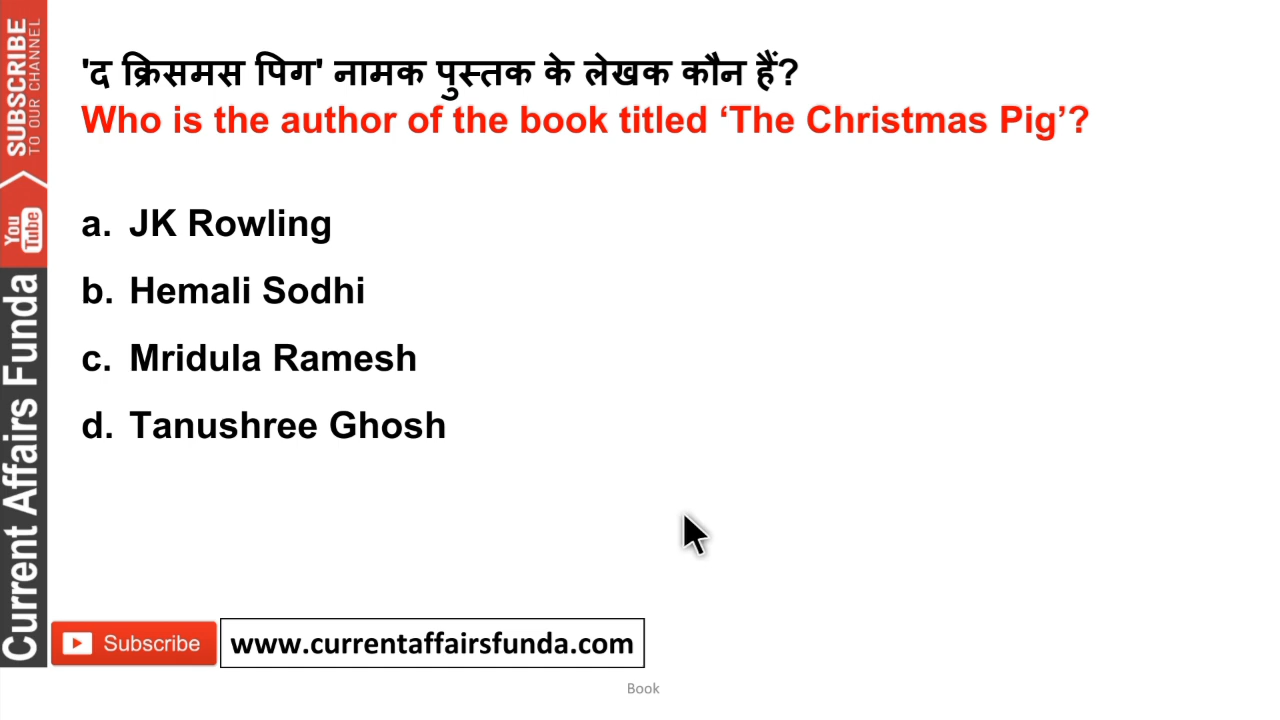 'द क्रिसमस पिग' नामक पुस्तक के लेखक कौन हैं?
Who is the author of the book titled ‘The Christmas Pig’?
a. JK Rowling
b. Hemali Sodhi
c. Mridula Ramesh
d. Tanushree Ghosh
SUBSCRIBE
TO OUR CHANNEL
You Tube
Current Affairs Funda
Subscribe
www.currentaffairsfunda.com
Book